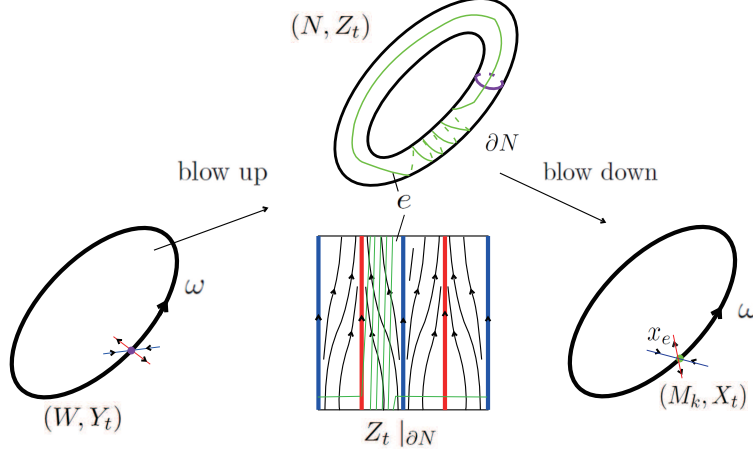 (N, Z_t)
∂N
blow up
blow down
e
ω
ω
x_e
(W, Y_t)
(M_k, X_t)
Z_t |_{∂N}